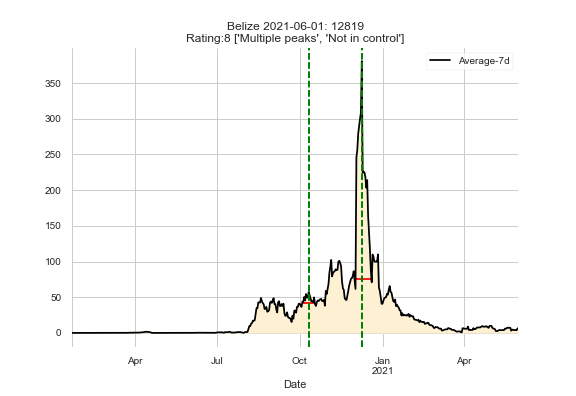 Belize 2021-06-01: 12819
Rating:8 ['Multiple peaks', 'Not in control']
Average-7d
350
300
250
200
150
100
50
0
Apr Jul Oct Jan Apr
2021
Date